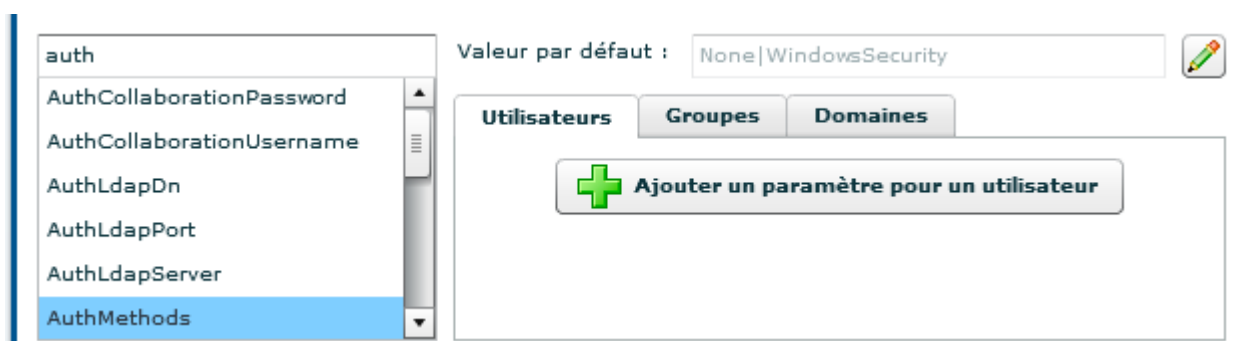 auth
AuthCollaborationPassword
AuthCollaborationUsername
AuthLdapDn
AuthLdapPort
AuthLdapServer
AuthMethods
Valeur par défaut : None|WindowsSecurity
Utilisateurs Groupes Domaines
Ajouter un paramètre pour un utilisateur